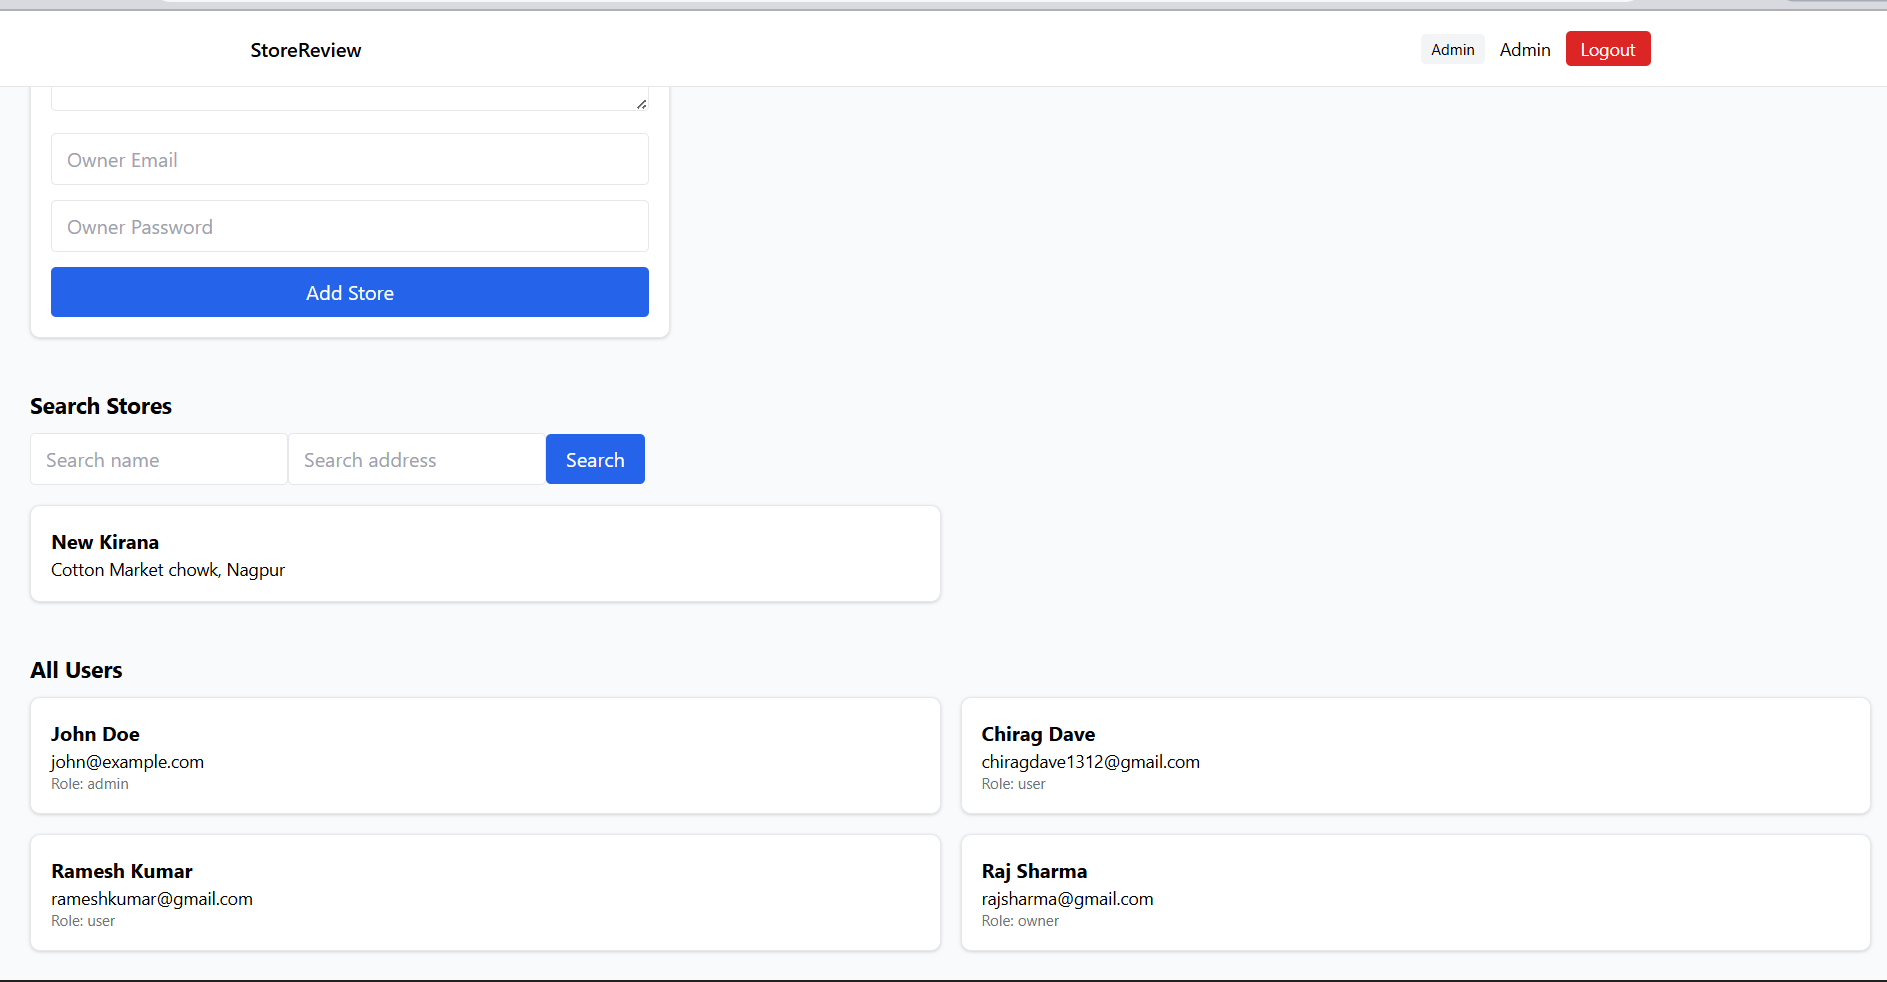 StoreReview
Admin Admin Logout
Owner Email
Owner Password
Add Store
Search Stores
Search name Search address Search
New Kirana
Cotton Market chowk, Nagpur
All Users
John Doe
john@example.com
Role: admin
Chirag Dave
chiragdave1312@gmail.com
Role: user
Ramesh Kumar
rameshkumar@gmail.com
Role: user
Raj Sharma
rajsharma@gmail.com
Role: owner